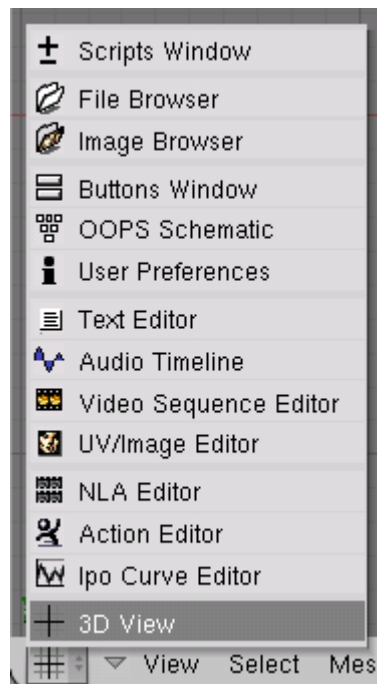 Scripts Window
File Browser
Image Browser
Buttons Window
OOPS Schematic
User Preferences
Text Editor
Audio Timeline
Video Sequence Editor
UV/Image Editor
NLA Editor
Action Editor
Ipo Curve Editor
3D View
View Select Mes